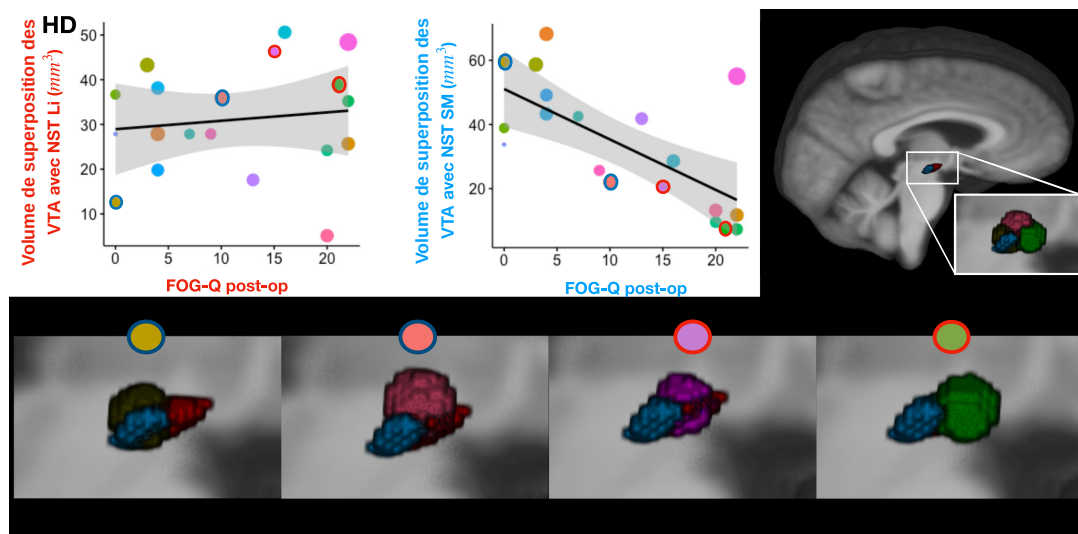 HD
Volume de superposition des
VTA avec NST Li (mm³)
50
40
30
20
10
0
5
10
15
20
FOG-Q post-op
Volume de superposition des
VTA avec NST SM (mm³)
60
40
20
0
5
10
15
20
FOG-Q post-op